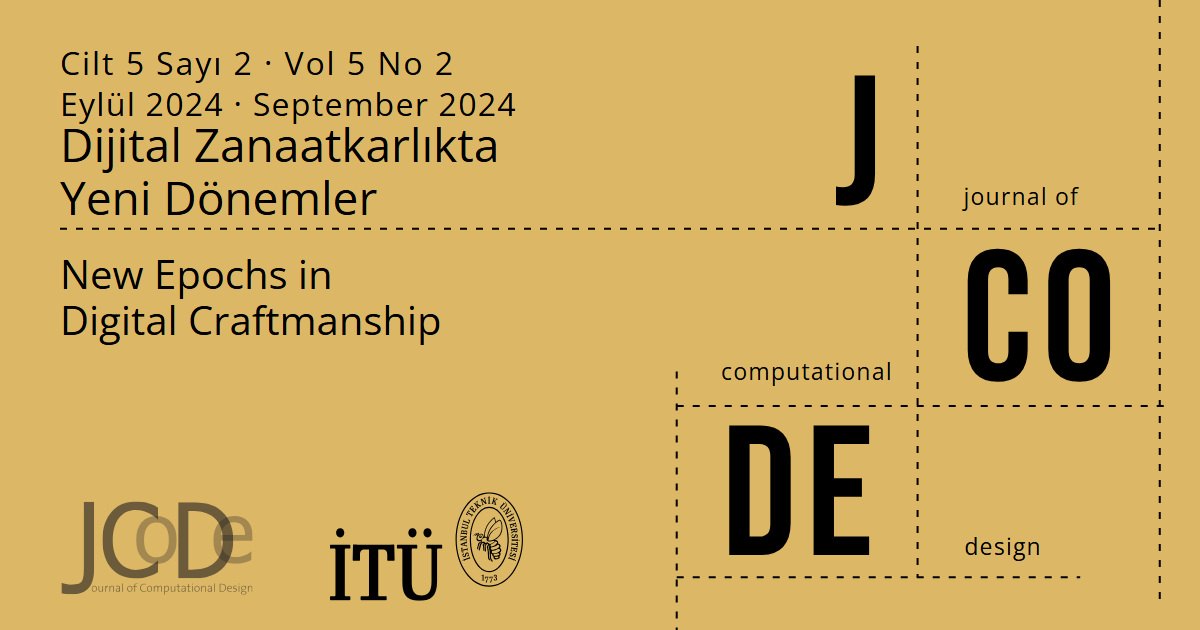 Cilt 5 Sayı 2 · Vol 5 No 2
Eylül 2024 · September 2024
Dijital Zanaatkarlıkta
Yeni Dönemler
New Epochs in
Digital Craftmanship
J
journal of
CO
computational
DE
design
JCoDe
ournal of Computational Design
İTÜ
İSTANBUL TEKNİK ÜNİVERSİTESİ
1773